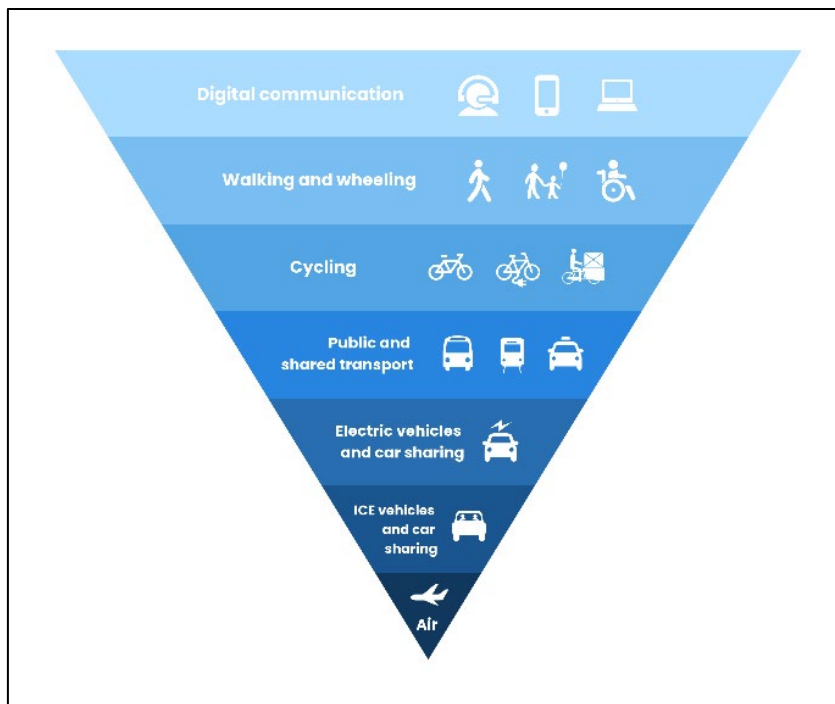 Digital communication
Walking and wheeling
Cycling
Public and
shared transport
Electric vehicles
and car sharing
ICE vehicles
and car
sharing
Air